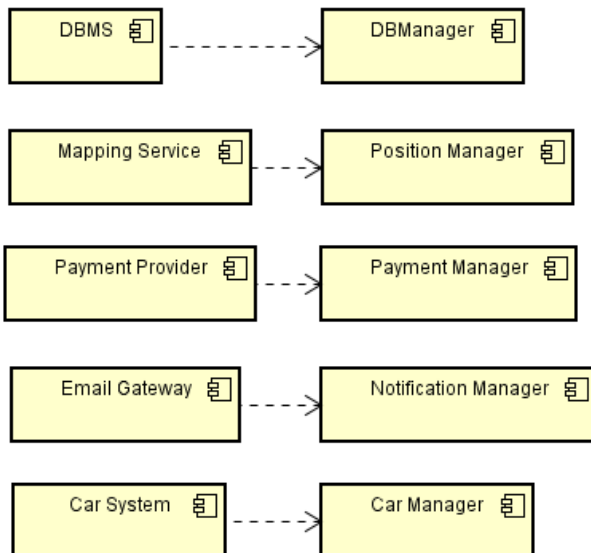 DBMS
DBManager
Mapping Service
Position Manager
Payment Provider
Payment Manager
Email Gateway
Notification Manager
Car System
Car Manager